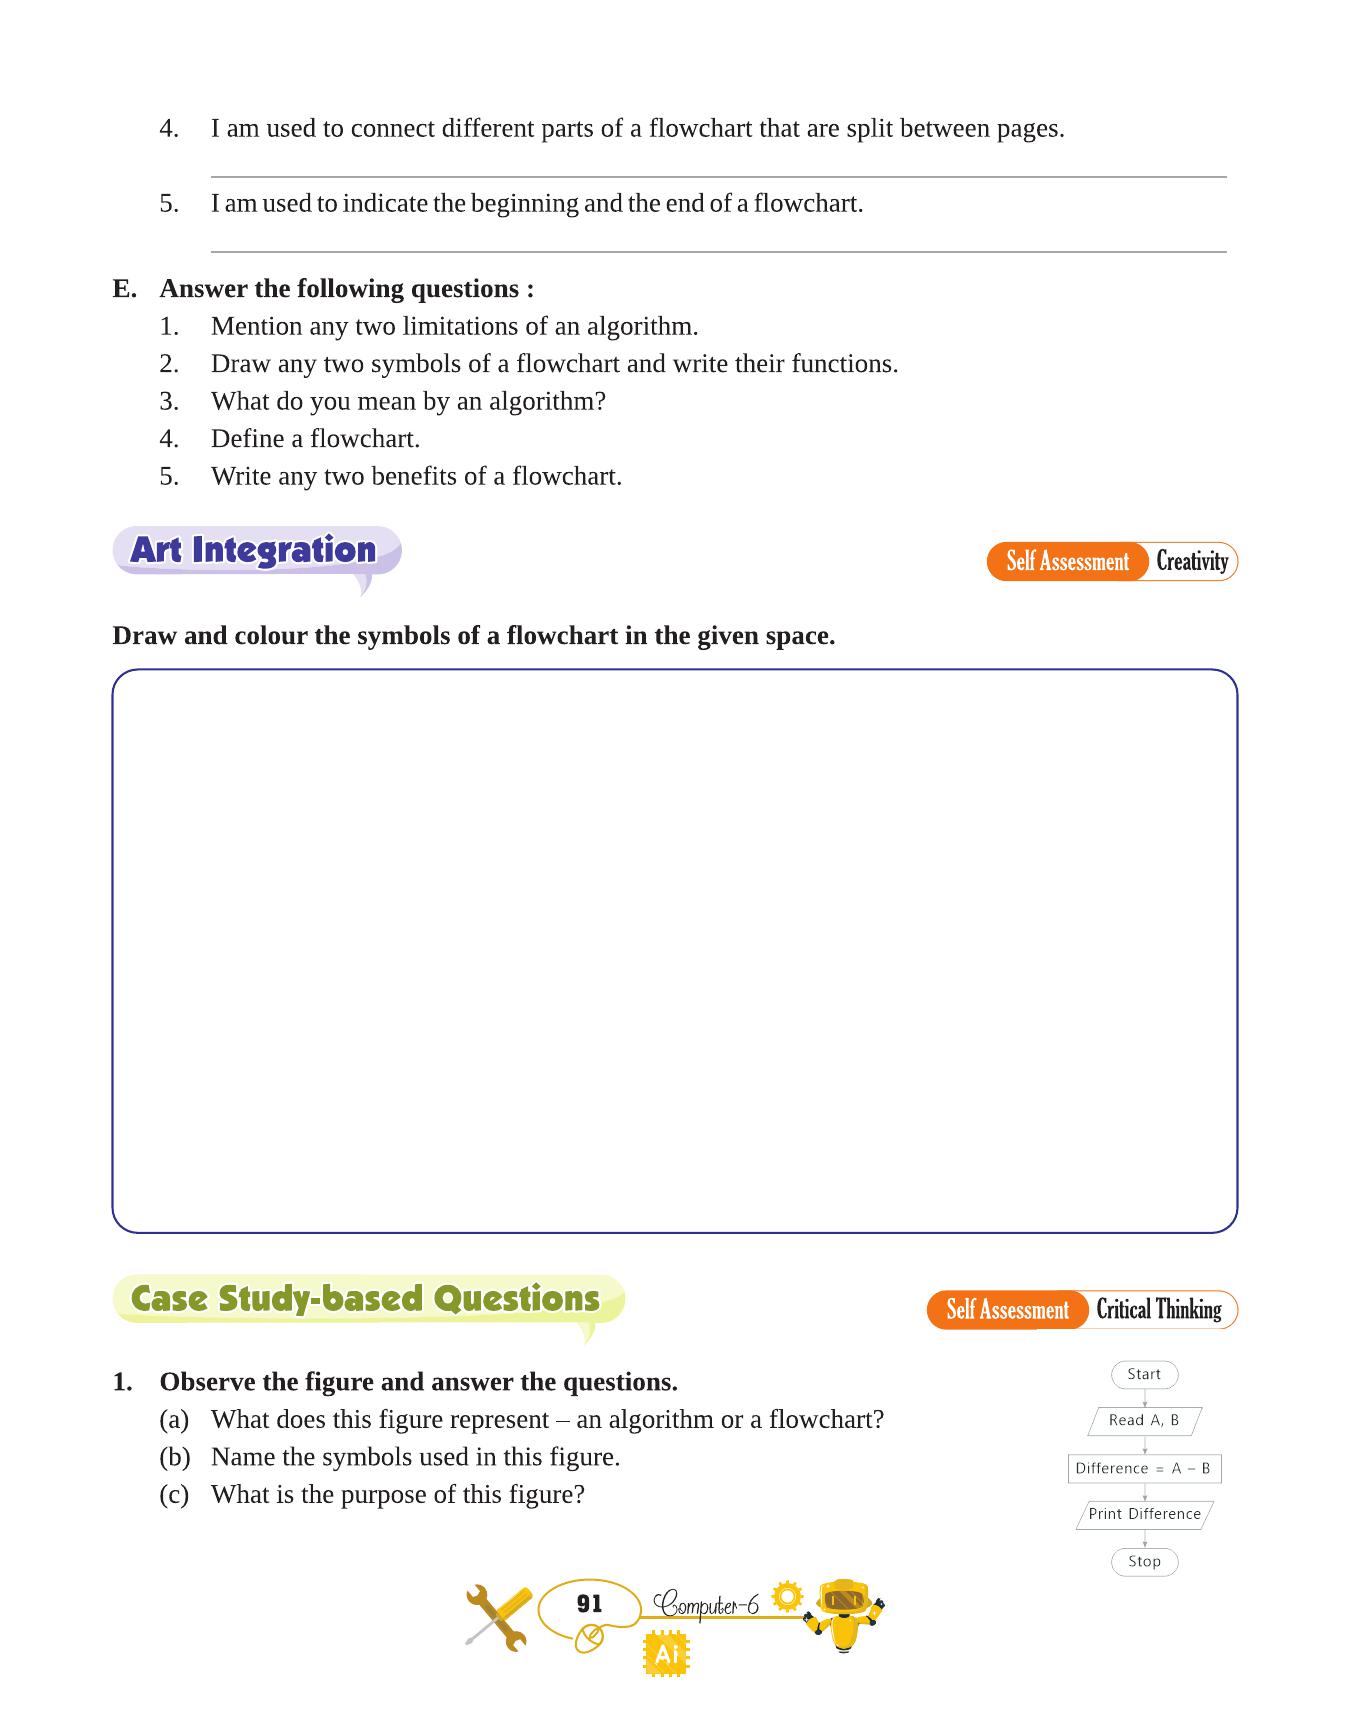 4. I am used to connect different parts of a flowchart that are split between pages.
5. I am used to indicate the beginning and the end of a flowchart.
E. Answer the following questions :
1. Mention any two limitations of an algorithm.
2. Draw any two symbols of a flowchart and write their functions.
3. What do you mean by an algorithm?
4. Define a flowchart.
5. Write any two benefits of a flowchart.
Art Integration
Self Assessment Creativity
Draw and colour the symbols of a flowchart in the given space.
Case Study-based Questions
Self Assessment Critical Thinking
1. Observe the figure and answer the questions.
(a) What does this figure represent – an algorithm or a flowchart?
(b) Name the symbols used in this figure.
(c) What is the purpose of this figure?
Start
Read A, B
Difference = A – B
Print Difference
Stop
91
Computer-6
Ai